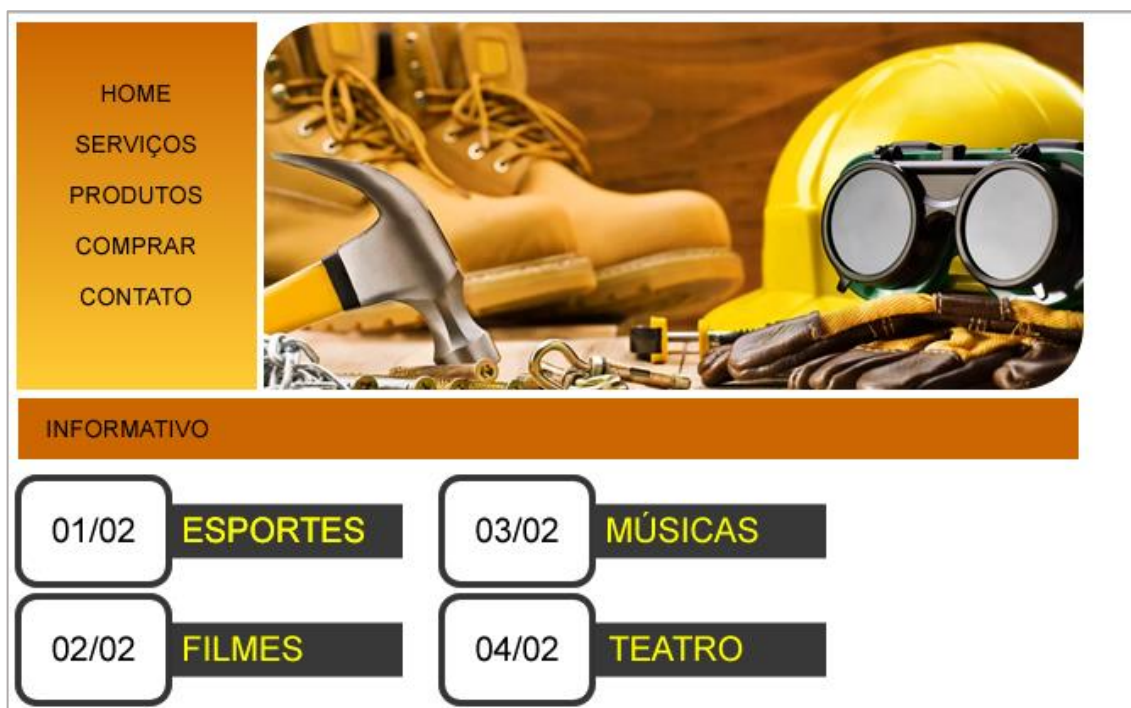 HOME
SERVIÇOS
PRODUTOS
COMPRAR
CONTATO
INFORMATIVO
01/02 ESPORTES
03/02 MÚSICAS
02/02 FILMES
04/02 TEATRO